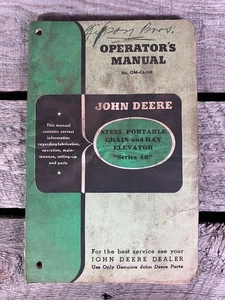 OPERATOR'S
MANUAL
JOHN DEERE
This manual
contains correct
information
regarding lubrication,
operation, main-
tenance, setting-up
and parts
STEEL PORTABLE
GRAIN and HAY
ELEVATOR
"Series 40"
For the best service see your
JOHN DEERE DEALER
Use Only Genuine John Deere Parts